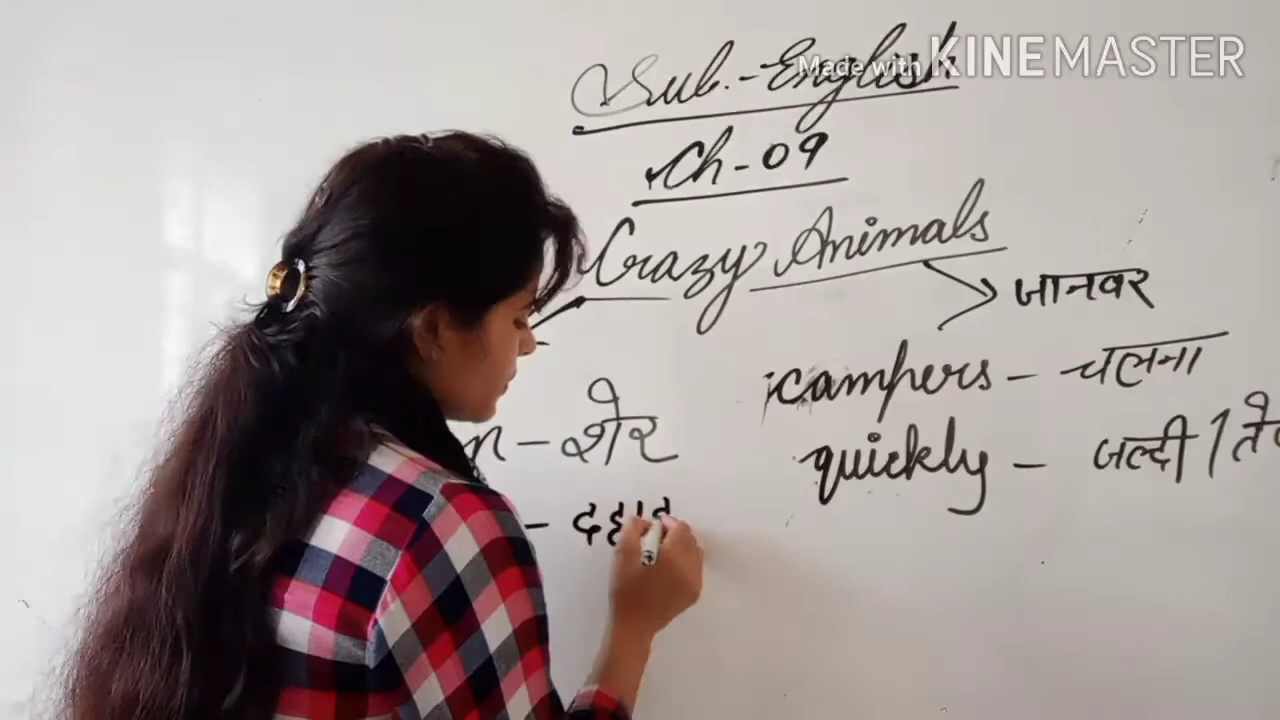 Made with KINEMASTER
Sub.-English
Ch-09
Crazy Animals
जानवर
campers - चलना
quickly - जल्दी /
- शेर
-